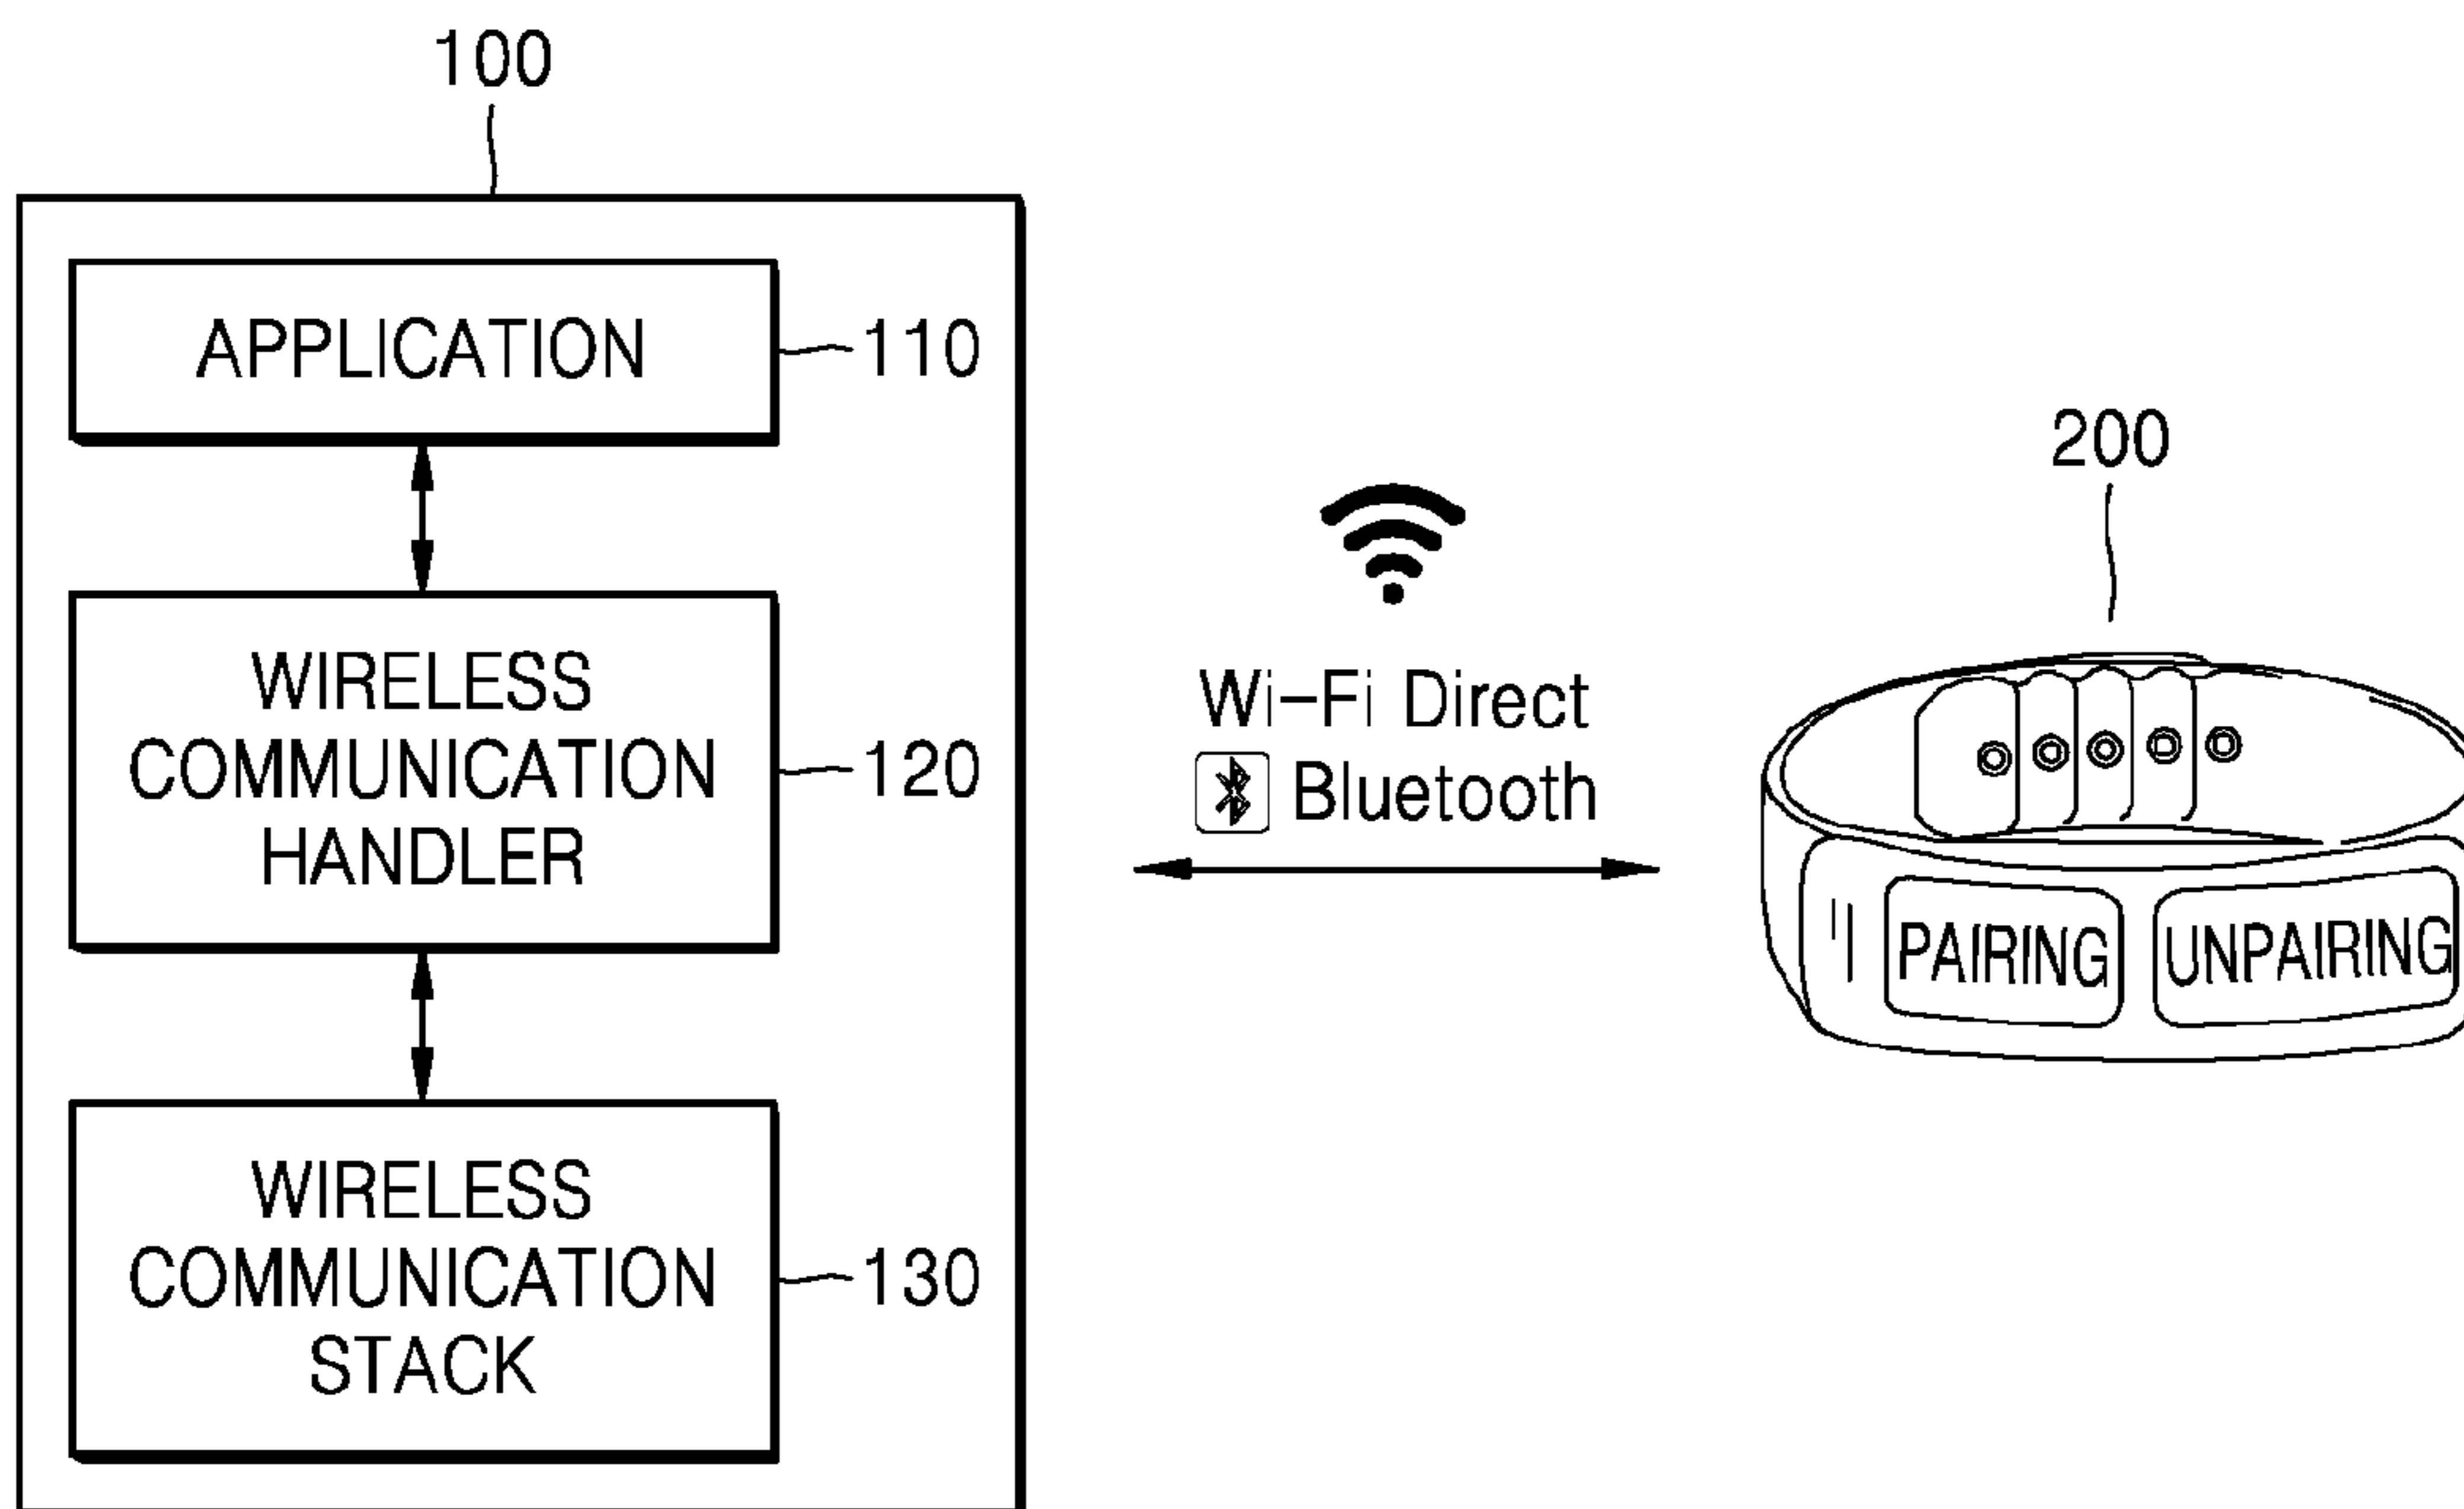 100
APPLICATION
110
WIRELESS
COMMUNICATION
HANDLER
120
WIRELESS
COMMUNICATION
STACK
130
Wi-Fi Direct
Bluetooth
200
PAIRING
UNPAIRING